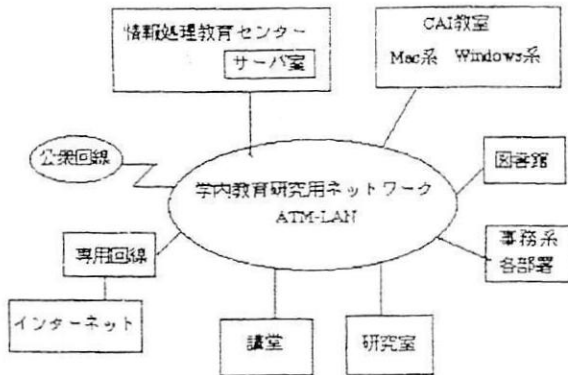 情報処理教育センター
サーバ室
CAI教室
Mac系 Windows系
公衆回線
学内教育研究用ネットワーク
ATM-LAN
図書館
専用回線
事務系
各部署
インターネット
講堂
研究室